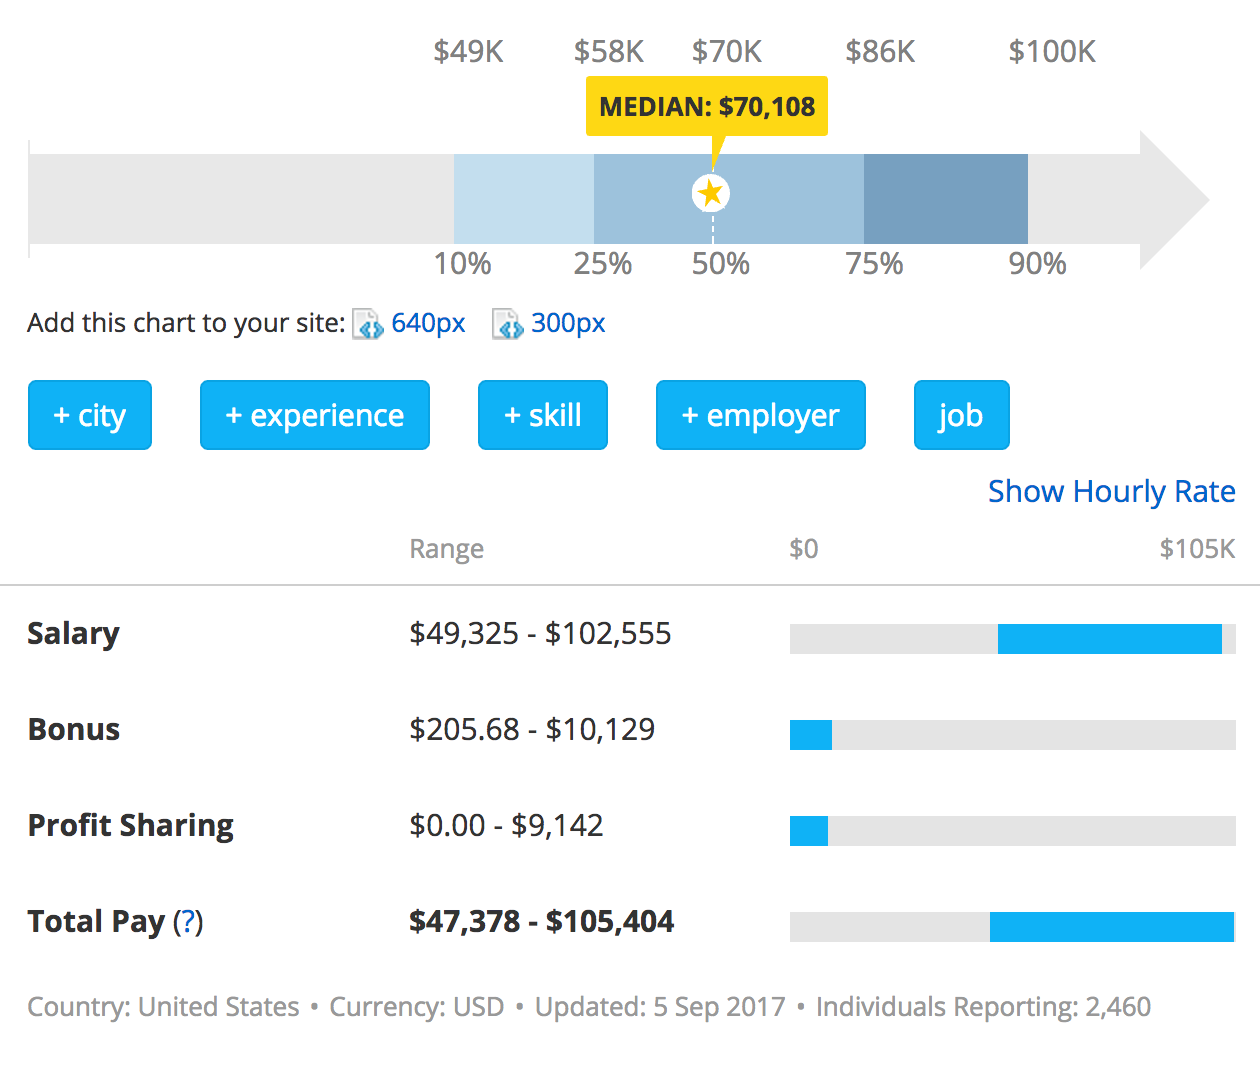 $49K $58K $70K $86K $100K
MEDIAN: $70,108
10% 25% 50% 75% 90%
Add this chart to your site: 640px 300px
+ city + experience + skill + employer job
Show Hourly Rate
Range $0 $105K
Salary $49,325 - $102,555
Bonus $205.68 - $10,129
Profit Sharing $0.00 - $9,142
Total Pay (?) $47,378 - $105,404
Country: United States • Currency: USD • Updated: 5 Sep 2017 • Individuals Reporting: 2,460